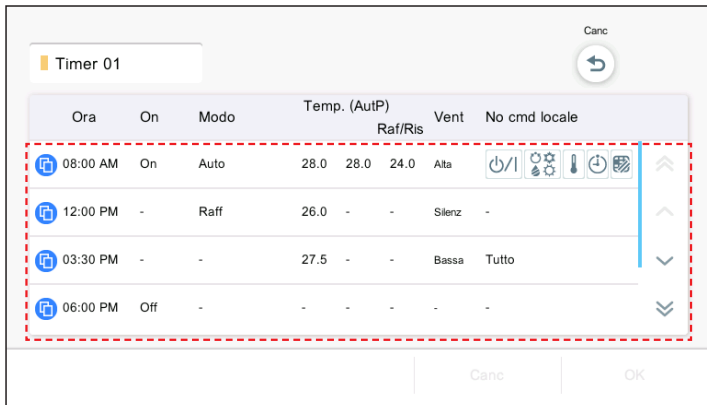 Canc
Timer 01
Ora On Modo Temp. (AutP) Raf/Ris Vent No cmd locale
08:00 AM On Auto 28.0 28.0 24.0 Alta
12:00 PM - Raff 26.0 - - Silenz -
03:30 PM - - 27.5 - - Bassa Tutto
06:00 PM Off - - - - - -
Canc OK